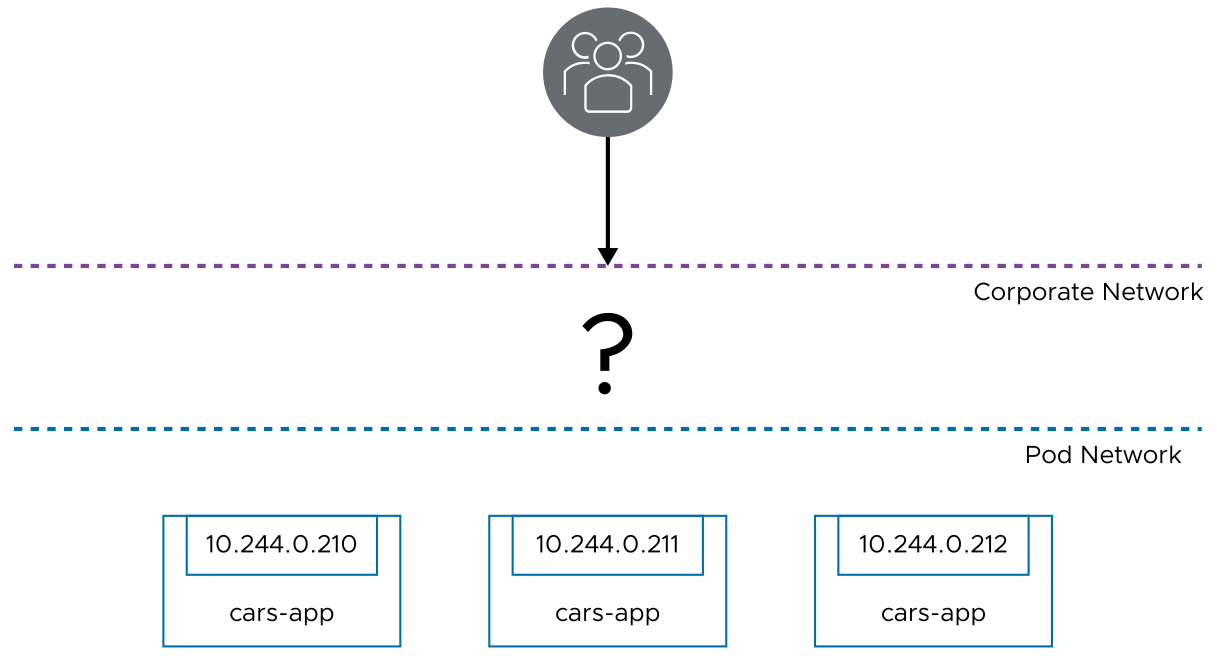 Corporate Network
?
Pod Network
10.244.0.210
10.244.0.211
10.244.0.212
cars-app
cars-app
cars-app